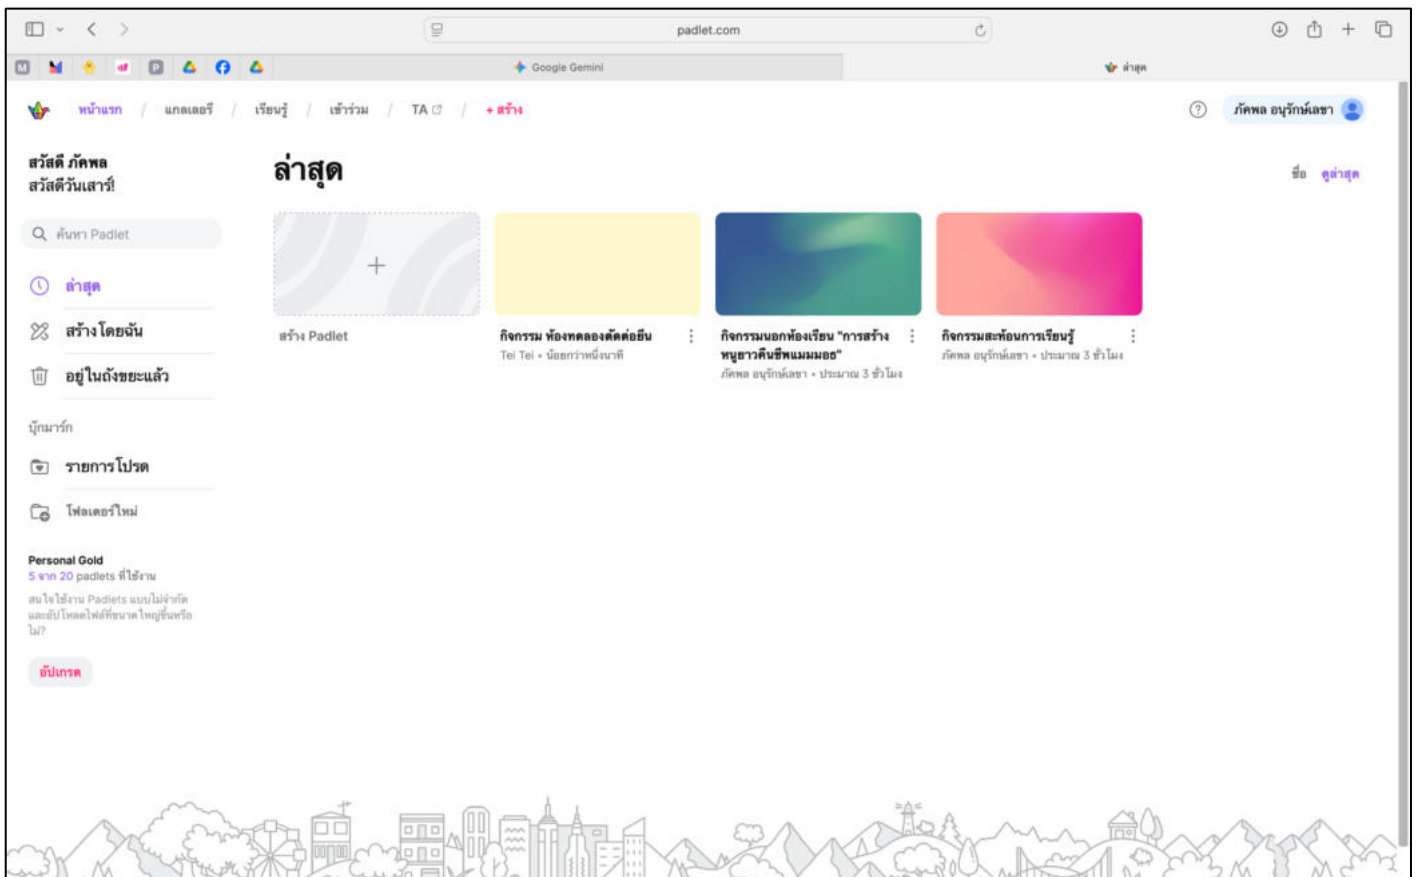 padlet.com
M
P
Google Gemini
ล่าสุด
หน้าแรก / แกลเลอรี / เรียนรู้ / เข้าร่วม / TA / + สร้าง
ภัคพล อนุรักษ์เลขา
สวัสดี ภัคพล
สวัสดีวันเสาร์!
ล่าสุด
ชื่อ ดูล่าสุด
ค้นหา Padlet
ล่าสุด
สร้างโดยฉัน
อยู่ในถังขยะแล้ว
บุ๊กมาร์ก
รายการโปรด
โฟลเดอร์ใหม่
Personal Gold
5 จาก 20 padlets ที่ใช้งาน
สนใจใช้งาน Padlets แบบไม่จำกัด
และอัปโหลดไฟล์ที่ขนาดใหญ่ขึ้นหรือ
ไม่?
อัปเกรด
สร้าง Padlet
กิจกรรม ห้องทดลองตัดต่อยีน
Tei Tei • น้อยกว่าหนึ่งนาที
กิจกรรมนอกห้องเรียน "การสร้าง
หนูยาวคืนชีพแมมมอธ"
ภัคพล อนุรักษ์เลขา • ประมาณ 3 ชั่วโมง
กิจกรรมสะท้อนการเรียนรู้
ภัคพล อนุรักษ์เลขา • ประมาณ 3 ชั่วโมง